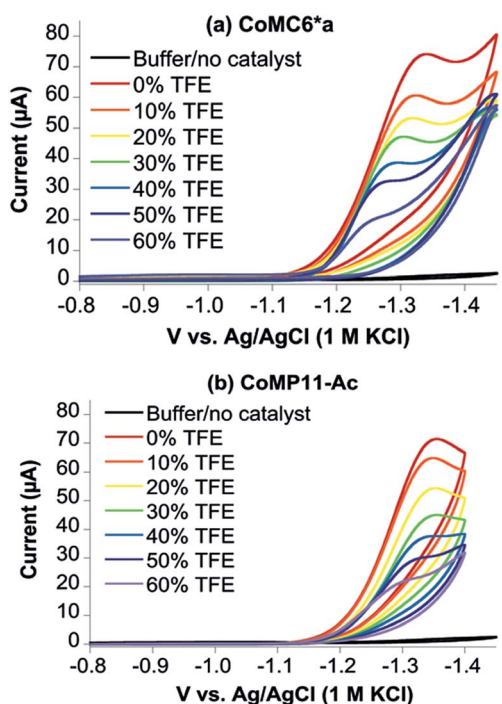 (a) CoMC6*a
80
70
60
50
40
30
20
10
0
Current (µA)
Buffer/no catalyst
0% TFE
10% TFE
20% TFE
30% TFE
40% TFE
50% TFE
60% TFE
-0.8 -0.9 -1.0 -1.1 -1.2 -1.3 -1.4
V vs. Ag/AgCl (1 M KCl)
(b) CoMP11-Ac
80
70
60
50
40
30
20
10
0
Current (µA)
Buffer/no catalyst
0% TFE
10% TFE
20% TFE
30% TFE
40% TFE
50% TFE
60% TFE
-0.8 -0.9 -1.0 -1.1 -1.2 -1.3 -1.4
V vs. Ag/AgCl (1 M KCl)